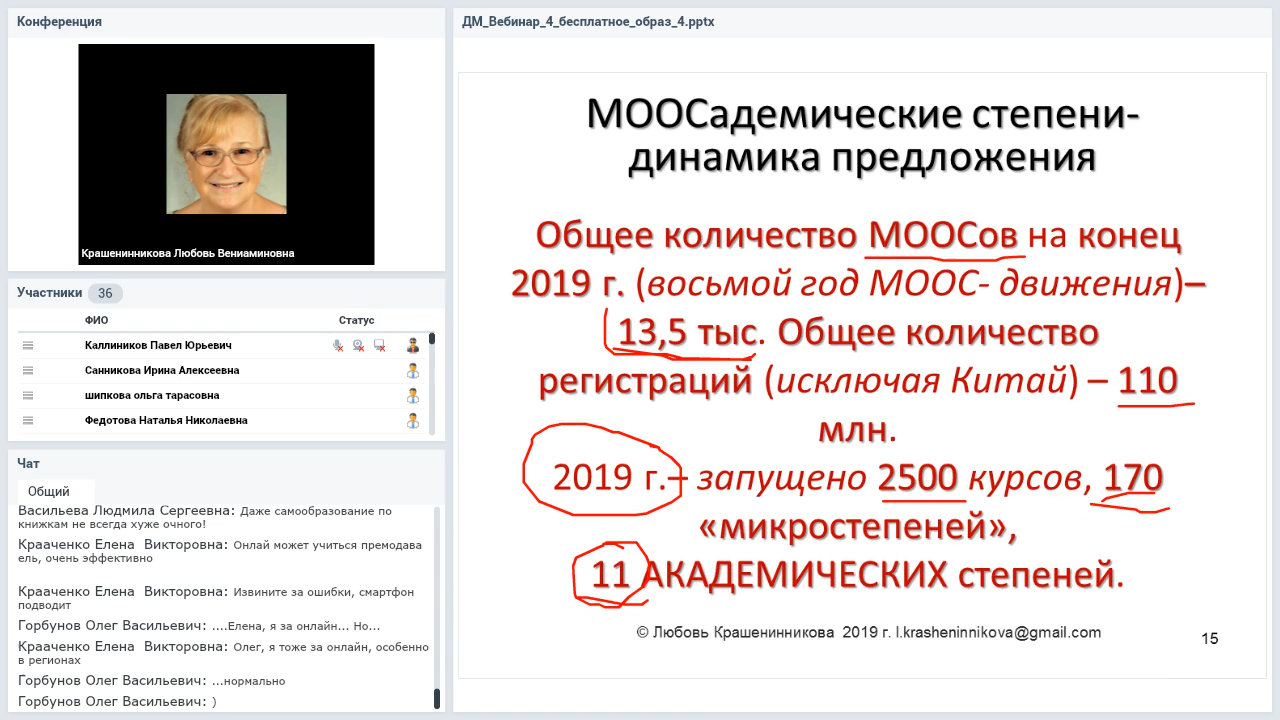 Конференция
Крашенинникова Любовь Вениаминовна
Участники 36
ФИО Статус
Каллиников Павел Юрьевич
Санникова Ирина Алексеевна
шипкова ольга тарасовна
Федотова Наталья Николаевна
Чат
Общий
Васильева Людмила Сергеевна: Даже самообразование по
книжкам не всегда хуже очного!
Крааченко Елена Викторовна: Онлай может учиться премодава
ель, очень эффективно
Крааченко Елена Викторовна: Извините за ошибки, смартфон
подводит
Горбунов Олег Васильевич: ....Елена, я за онлайн... Но...
Крааченко Елена Викторовна: Олег, я тоже за онлайн, особенно
в регионах
Горбунов Олег Васильевич: ...нормально
Горбунов Олег Васильевич: )
ДМ_Вебинар_4_бесплатное_образ_4.pptx
МООСадемические степени-
динамика предложения
Общее количество МООСов на конец
2019 г. (восьмой год МООС- движения)–
13,5 тыс. Общее количество
регистраций (исключая Китай) – 110
млн.
2019 г.– запущено 2500 курсов, 170
«микростепеней»,
11 АКАДЕМИЧЕСКИХ степеней.
© Любовь Крашенинникова 2019 г. l.krasheninnikova@gmail.com
15